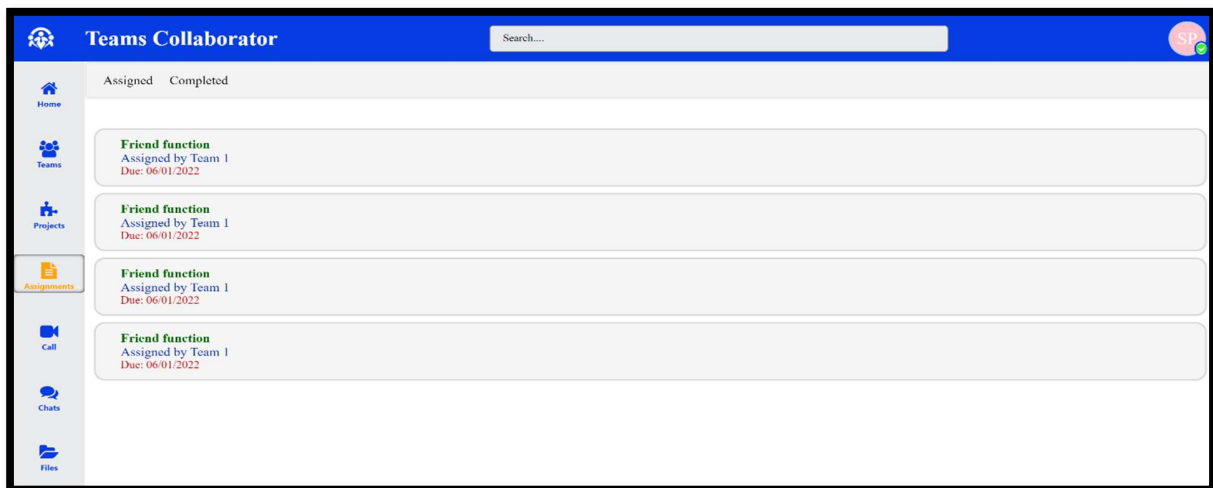 Teams Collaborator
Search....
SP
Assigned Completed
Home
Teams
Projects
Assignments
Call
Chats
Files
Friend function
Assigned by Team 1
Due: 06/01/2022
Friend function
Assigned by Team 1
Due: 06/01/2022
Friend function
Assigned by Team 1
Due: 06/01/2022
Friend function
Assigned by Team 1
Due: 06/01/2022